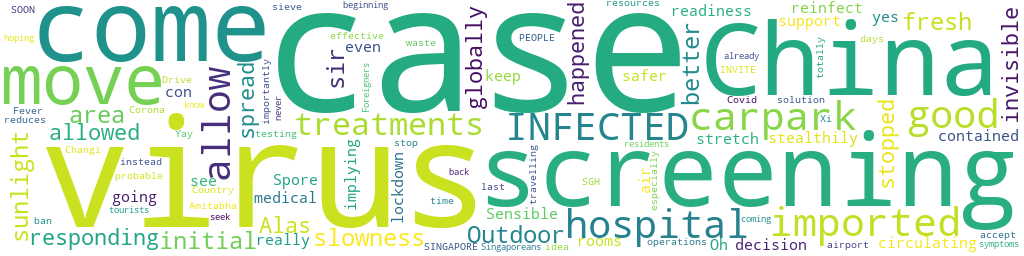 SOON
hoping
beginning
sieve
come
case
China
resources
readiness
reinfect
yes
fresh
support
effective
PEOPLE
waste
even
sir
globally
happened
better
invisible
move
Drive
con
allow
spread
importantly
never
Foreigners
keep
safer
INVITE
already
totally
days
Fever
reduces
Corona
area
allowed
Yay
testing
treatments
INFECTED
Covid
solution
carpark
Xi
good
contained
stretch
stealthily
stopped
sunlight
virus
screening
Changi
imported
probable
instead
see
Spore
implying
stop
lockdown
back
travelling
SGH
residents
especially
air
going
Country
Amitabha
medical
know
last
time
Sensible
ban
tourists
seek
Alas
hospital
responding
initial
really
slowness
Outdoor
SINGAPORE
Singaporeans
idea
rooms
operations
Oh
decision
coming
airport
circulating
accept
symptoms